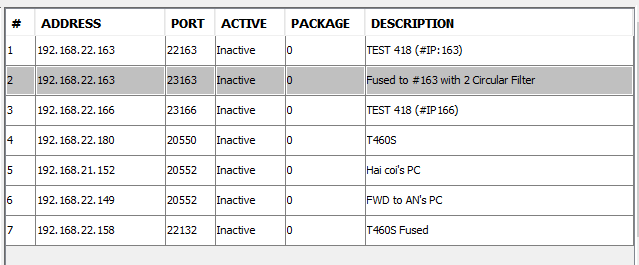 # ADDRESS PORT ACTIVE PACKAGE DESCRIPTION
1 192.168.22.163 22163 Inactive 0 TEST 418 (#IP:163)
2 192.168.22.163 23163 Inactive 0 Fused to #163 with 2 Circular Filter
3 192.168.22.166 23166 Inactive 0 TEST 418 (#IP166)
4 192.168.22.180 20550 Inactive 0 T460S
5 192.168.21.152 20552 Inactive 0 Hai coi's PC
6 192.168.22.149 20552 Inactive 0 FWD to AN's PC
7 192.168.22.158 22132 Inactive 0 T460S Fused